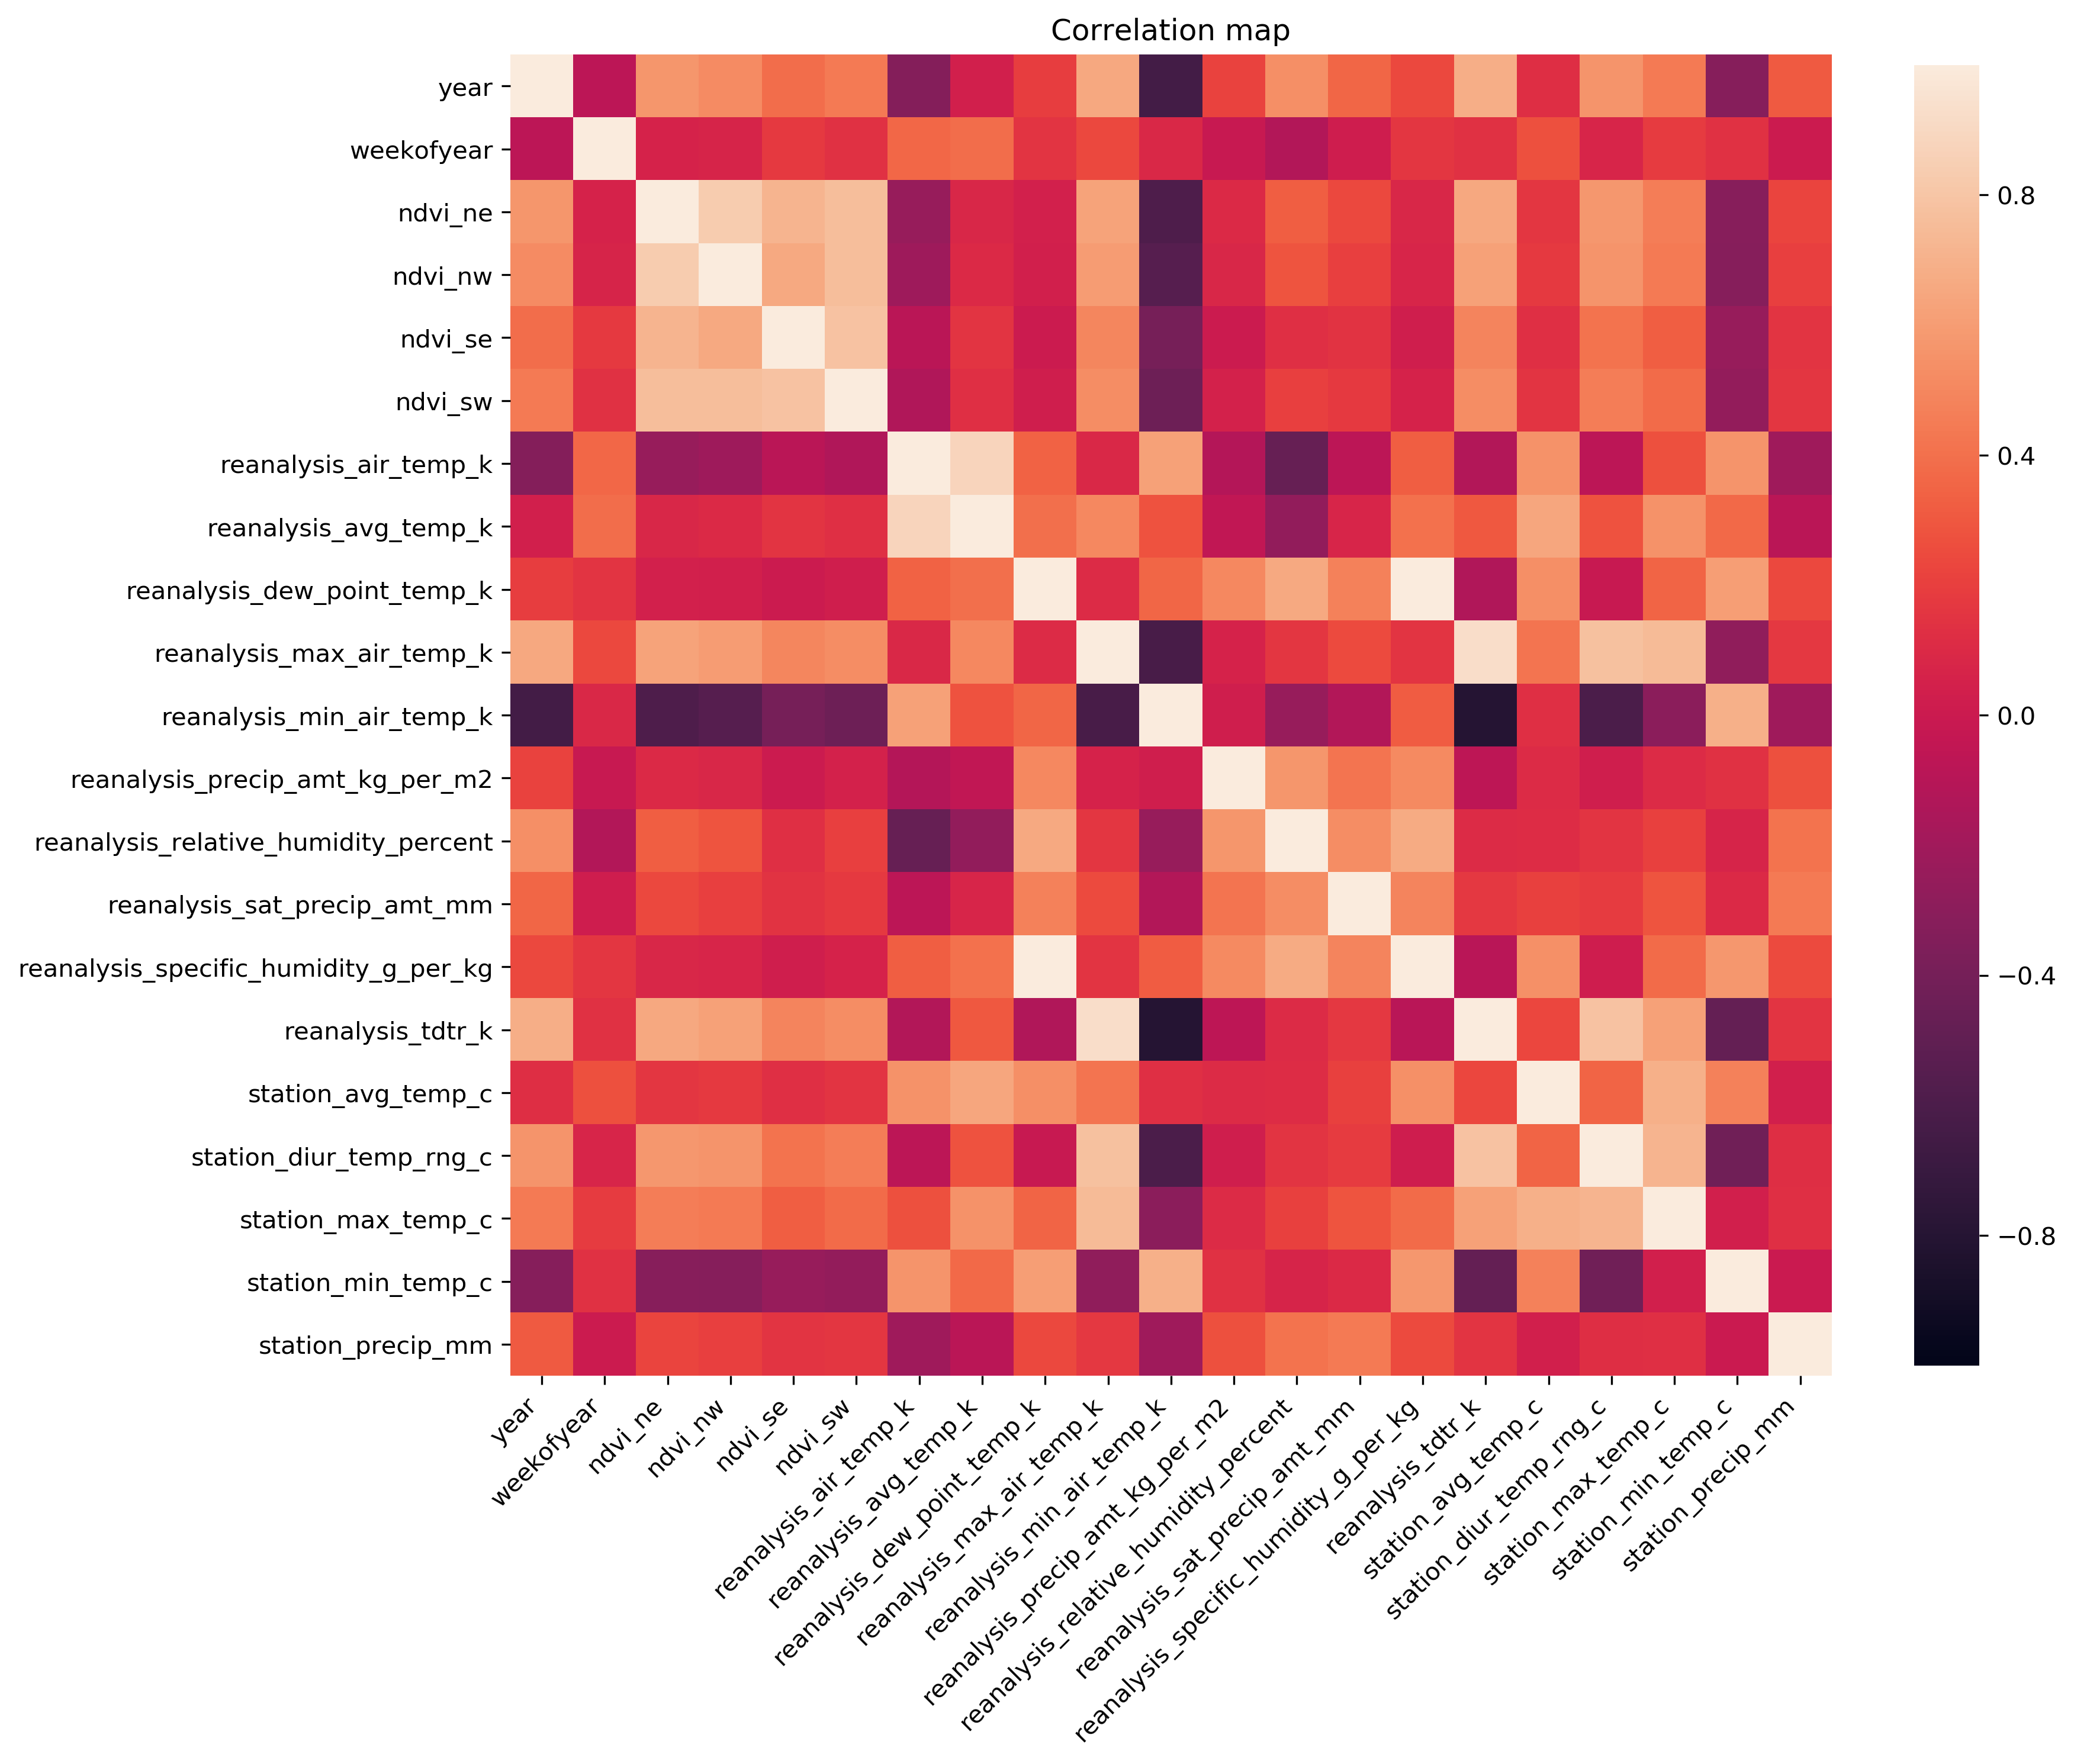 Correlation map
year
weekofyear
ndvi_ne
ndvi_nw
ndvi_se
ndvi_sw
reanalysis_air_temp_k
reanalysis_avg_temp_k
reanalysis_dew_point_temp_k
reanalysis_max_air_temp_k
reanalysis_min_air_temp_k
reanalysis_precip_amt_kg_per_m2
reanalysis_relative_humidity_percent
reanalysis_sat_precip_amt_mm
reanalysis_specific_humidity_g_per_kg
reanalysis_tdtr_k
station_avg_temp_c
station_diur_temp_rng_c
station_max_temp_c
station_min_temp_c
station_precip_mm
year
weekofyear
ndvi_ne
ndvi_nw
ndvi_se
ndvi_sw
reanalysis_air_temp_k
reanalysis_avg_temp_k
reanalysis_dew_point_temp_k
reanalysis_max_air_temp_k
reanalysis_min_air_temp_k
reanalysis_precip_amt_kg_per_m2
reanalysis_relative_humidity_percent
reanalysis_sat_precip_amt_mm
reanalysis_specific_humidity_g_per_kg
reanalysis_tdtr_k
station_avg_temp_c
station_diur_temp_rng_c
station_max_temp_c
station_min_temp_c
station_precip_mm
0.8
0.4
0.0
−0.4
−0.8